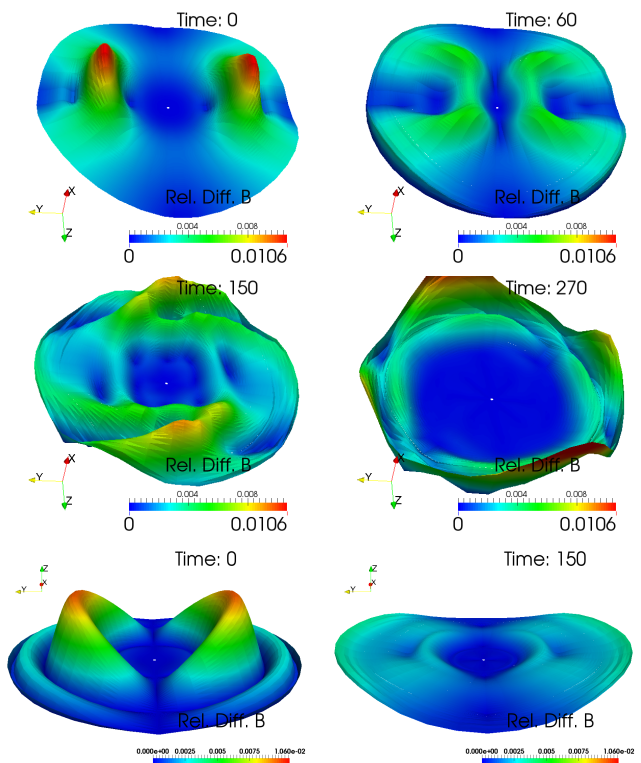 Time: 0
Time: 60
X
Y
Z
Rel. Diff. B
0.004 0.008
0 0.0106
X
Y
Z
Rel. Diff. B
0.004 0.008
0 0.0106
Time: 150
Time: 270
X
Y
Z
Rel. Diff. B
0.004 0.008
0 0.0106
X
Y
Z
Rel. Diff. B
0.004 0.008
0 0.0106
Time: 0
Time: 150
Z
X
Y
Rel. Diff. B
0.000e+00 0.0025 0.005 0.0075 1.060e-02
Z
X
Y
Rel. Diff. B
0.000e+00 0.0025 0.005 0.0075 1.060e-02